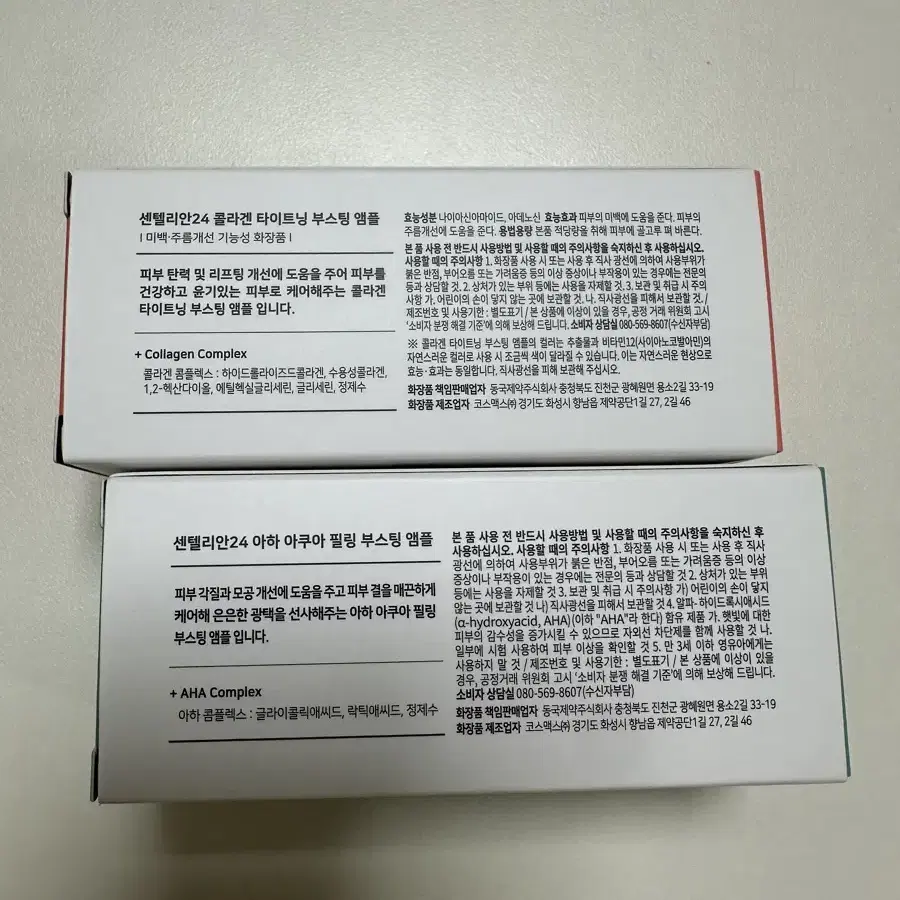 센텔리안24 콜라겐 타이트닝 부스팅 앰플
I 미백·주름개선 기능성 화장품 I
피부 탄력 및 리프팅 개선에 도움을 주어 피부를
건강하고 윤기있는 피부로 케어해주는 콜라겐
타이트닝 부스팅 앰플 입니다.
+ Collagen Complex
콜라겐 콤플렉스 : 하이드롤라이즈드콜라겐, 수용성콜라겐,
1,2-헥산다이올, 에틸헥실글리세린, 글리세린, 정제수
효능성분 나이아신아마이드, 아데노신 효능효과 피부의 미백에 도움을 준다. 피부의
주름개선에 도움을 준다. 용법용량 본품 적당량을 취해 피부에 골고루 펴 바른다.
본 품 사용 전 반드시 사용방법 및 사용할 때의 주의사항을 숙지하신 후 사용하십시오.
사용할 때의 주의사항 1. 화장품 사용 시 또는 사용 후 직사 광선에 의하여 사용부위가
붉은 반점, 부어오름 또는 가려움증 등의 이상 증상이나 부작용이 있는 경우에는 전문의
등과 상담할 것. 2. 상처가 있는 부위 등에는 사용을 자제할 것. 3. 보관 및 취급 시 주의사
항 가. 어린이의 손이 닿지 않는 곳에 보관할 것. 나. 직사광선을 피해서 보관할 것. /
제조번호 및 사용기한 : 별도표기 / 본 상품에 이상이 있을 경우, 공정 거래 위원회 고시
‘소비자 분쟁 해결 기준’에 의해 보상해 드립니다. 소비자 상담실 080-569-8607(수신자부담)
※ 콜라겐 타이트닝 부스팅 앰플의 컬러는 추출물과 비타민12(사이아노코발아민)의
자연스러운 컬러로 사용 시 조금씩 색이 달라질 수 있습니다. 이는 자연스러운 현상으로
효능·효과는 동일합니다. 직사광선을 피해 보관해 주십시오.
화장품 책임판매업자 동국제약주식회사 충청북도 진천군 광혜원면 용소2길 33-19
화장품 제조업자 코스맥스㈜ 경기도 화성시 향남읍 제약공단1길 27, 2길 46
센텔리안24 아하 아쿠아 필링 부스팅 앰플
피부 각질과 모공 개선에 도움을 주고 피부 결을 매끈하게
케어해 은은한 광택을 선사해주는 아하 아쿠아 필링
부스팅 앰플 입니다.
+ AHA Complex
아하 콤플렉스 : 글라이콜릭애씨드, 락틱애씨드, 정제수
본 품 사용 전 반드시 사용방법 및 사용할 때의 주의사항을 숙지하신 후
사용하십시오. 사용할 때의 주의사항 1. 화장품 사용 시 또는 사용 후 직사
광선에 의하여 사용부위가 붉은 반점, 부어오름 또는 가려움증 등의 이상
증상이나 부작용이 있는 경우에는 전문의 등과 상담할 것 2. 상처가 있는 부위
등에는 사용을 자제할 것 3. 보관 및 취급 시 주의사항 가) 어린이의 손이 닿지
않는 곳에 보관할 것 나) 직사광선을 피해서 보관할 것 4. 알파-하이드록시애시드
(α-hydroxyacid, AHA)(이하 "AHA"라 한다) 함유 제품 가. 햇빛에 대한
피부의 감수성을 증가시킬 수 있으므로 자외선 차단제를 함께 사용할 것 나.
일부에 시험 사용하여 피부 이상을 확인할 것 5. 만 3세 이하 영유아에게는
사용하지 말 것 / 제조번호 및 사용기한 : 별도표기 / 본 상품에 이상이 있을
경우, 공정거래 위원회 고시 ‘소비자 분쟁 해결 기준’에 의해 보상해 드립니다.
소비자 상담실 080-569-8607(수신자부담)
화장품 책임판매업자 동국제약주식회사 충청북도 진천군 광혜원면 용소2길 33-19
화장품 제조업자 코스맥스㈜ 경기도 화성시 향남읍 제약공단1길 27, 2길 46